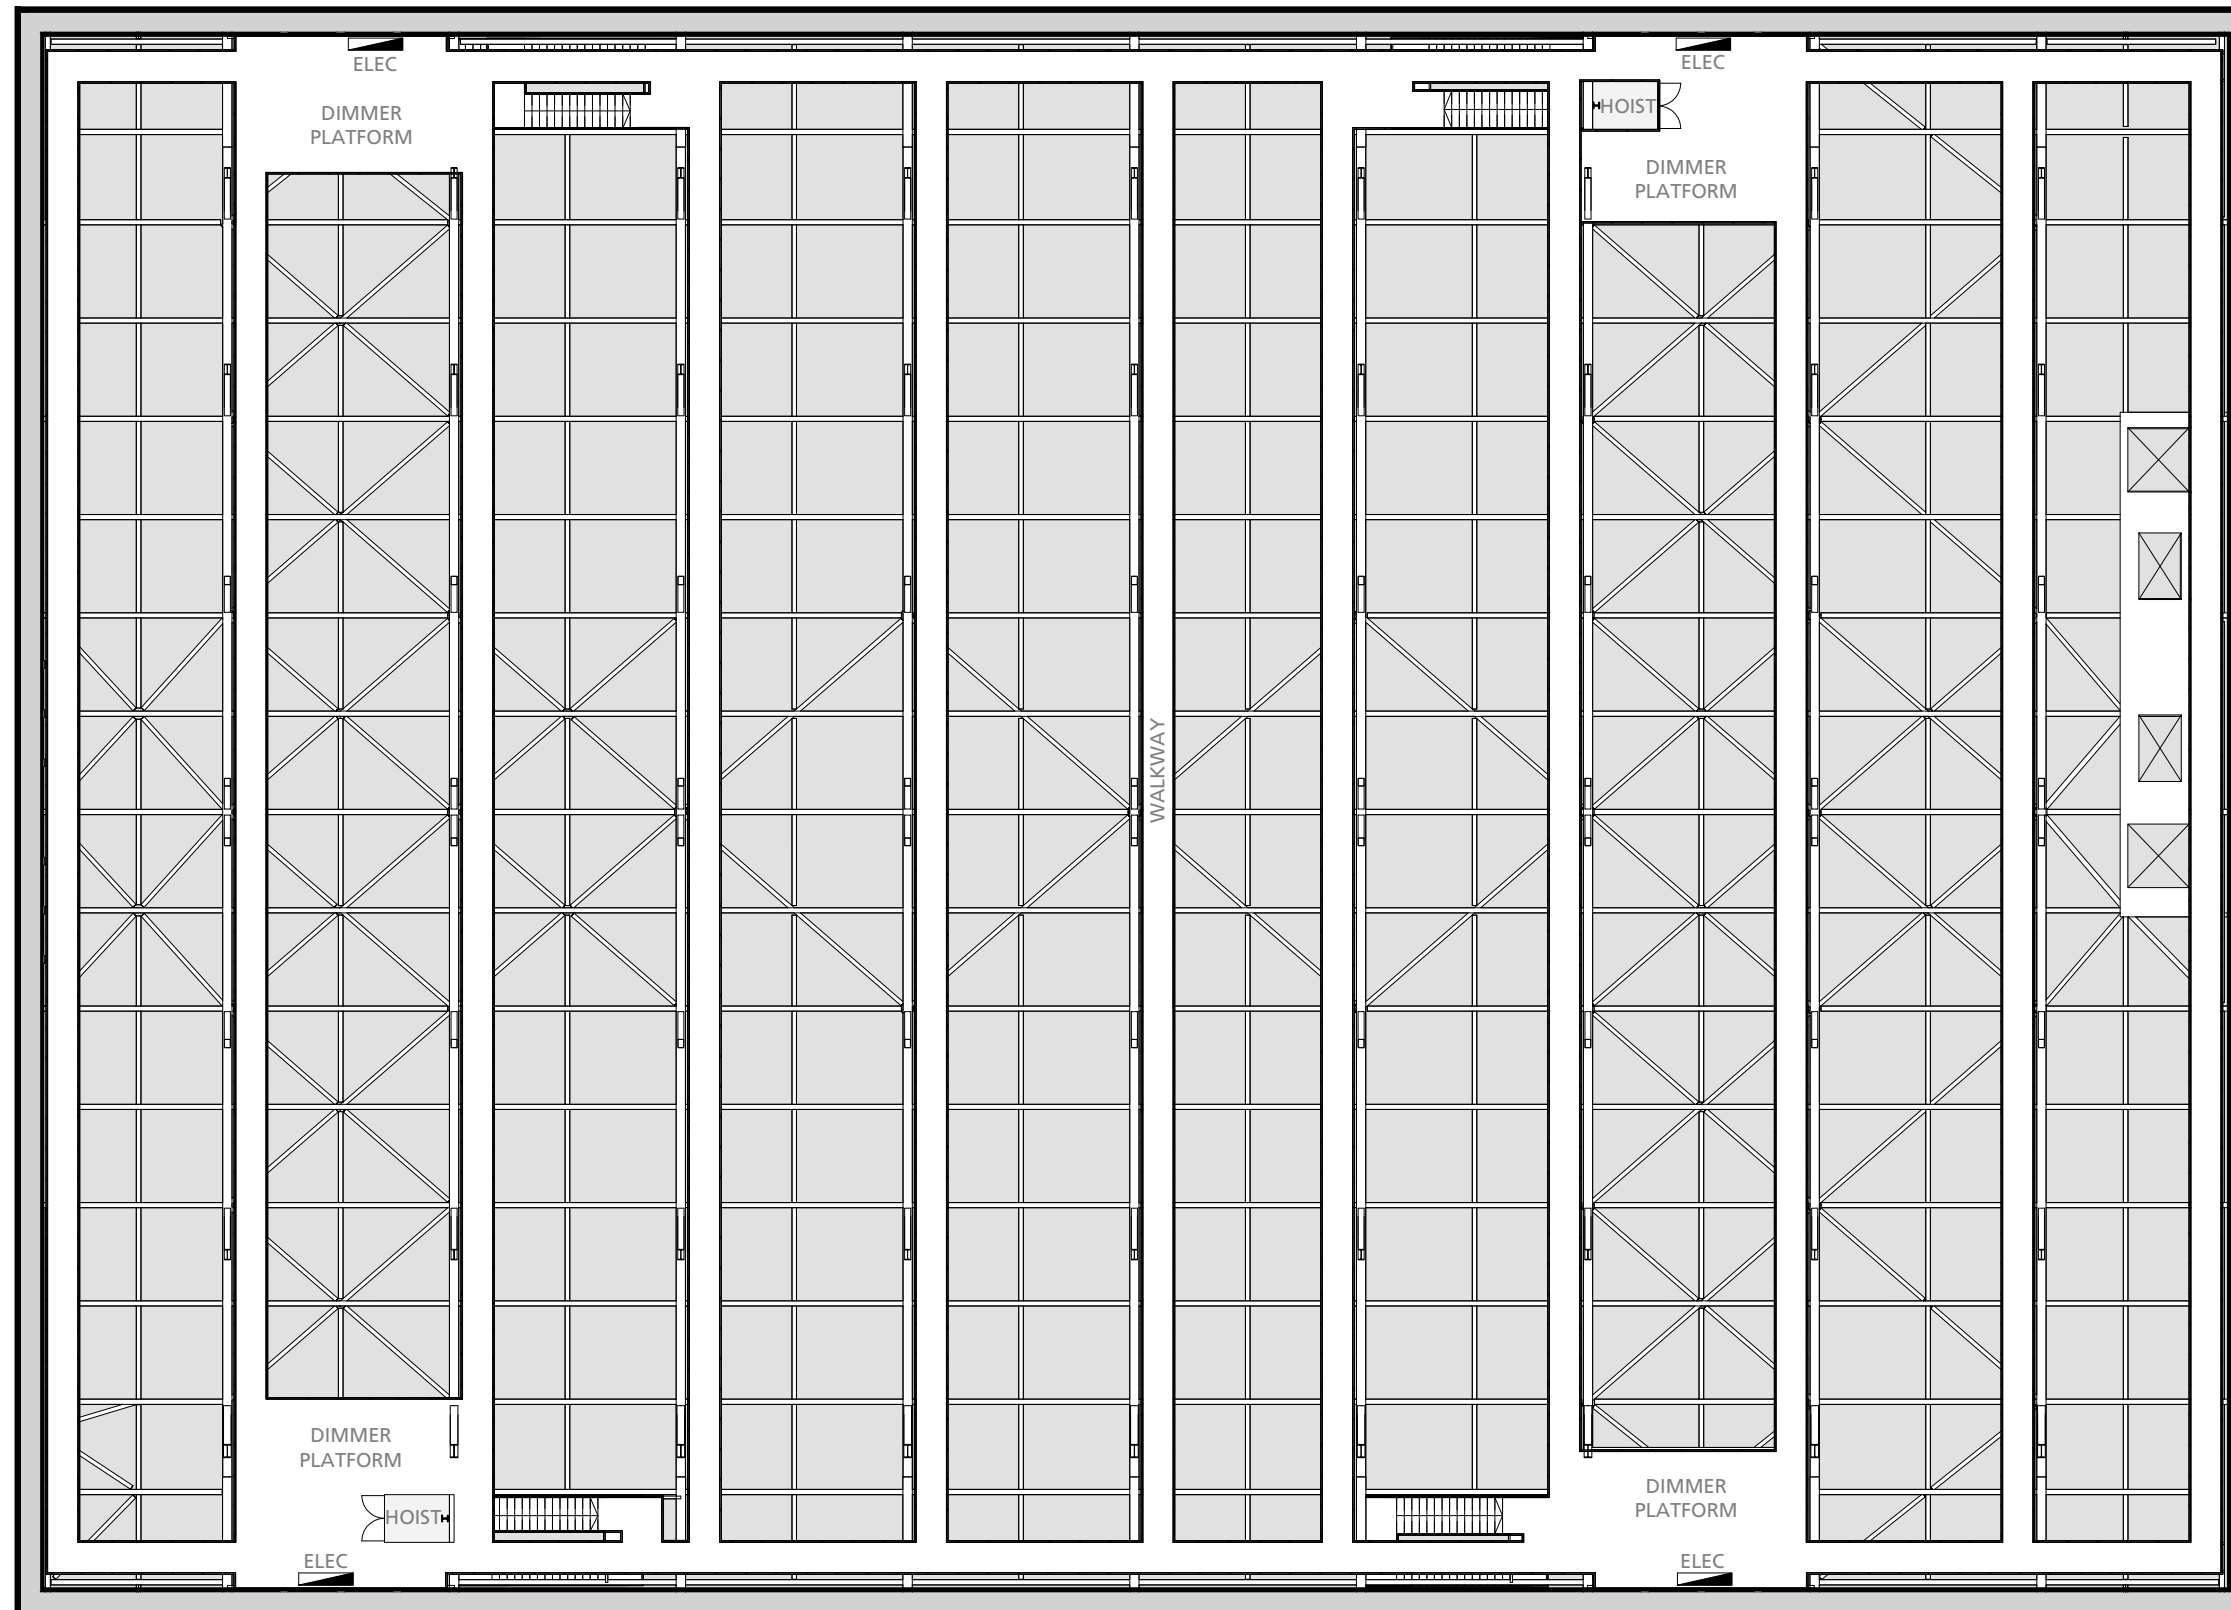 ELEC
DIMMER
PLATFORM
ELEC
HOIST
DIMMER
PLATFORM
WALKWAY
DIMMER
PLATFORM
HOIST
ELEC
DIMMER
PLATFORM
ELEC